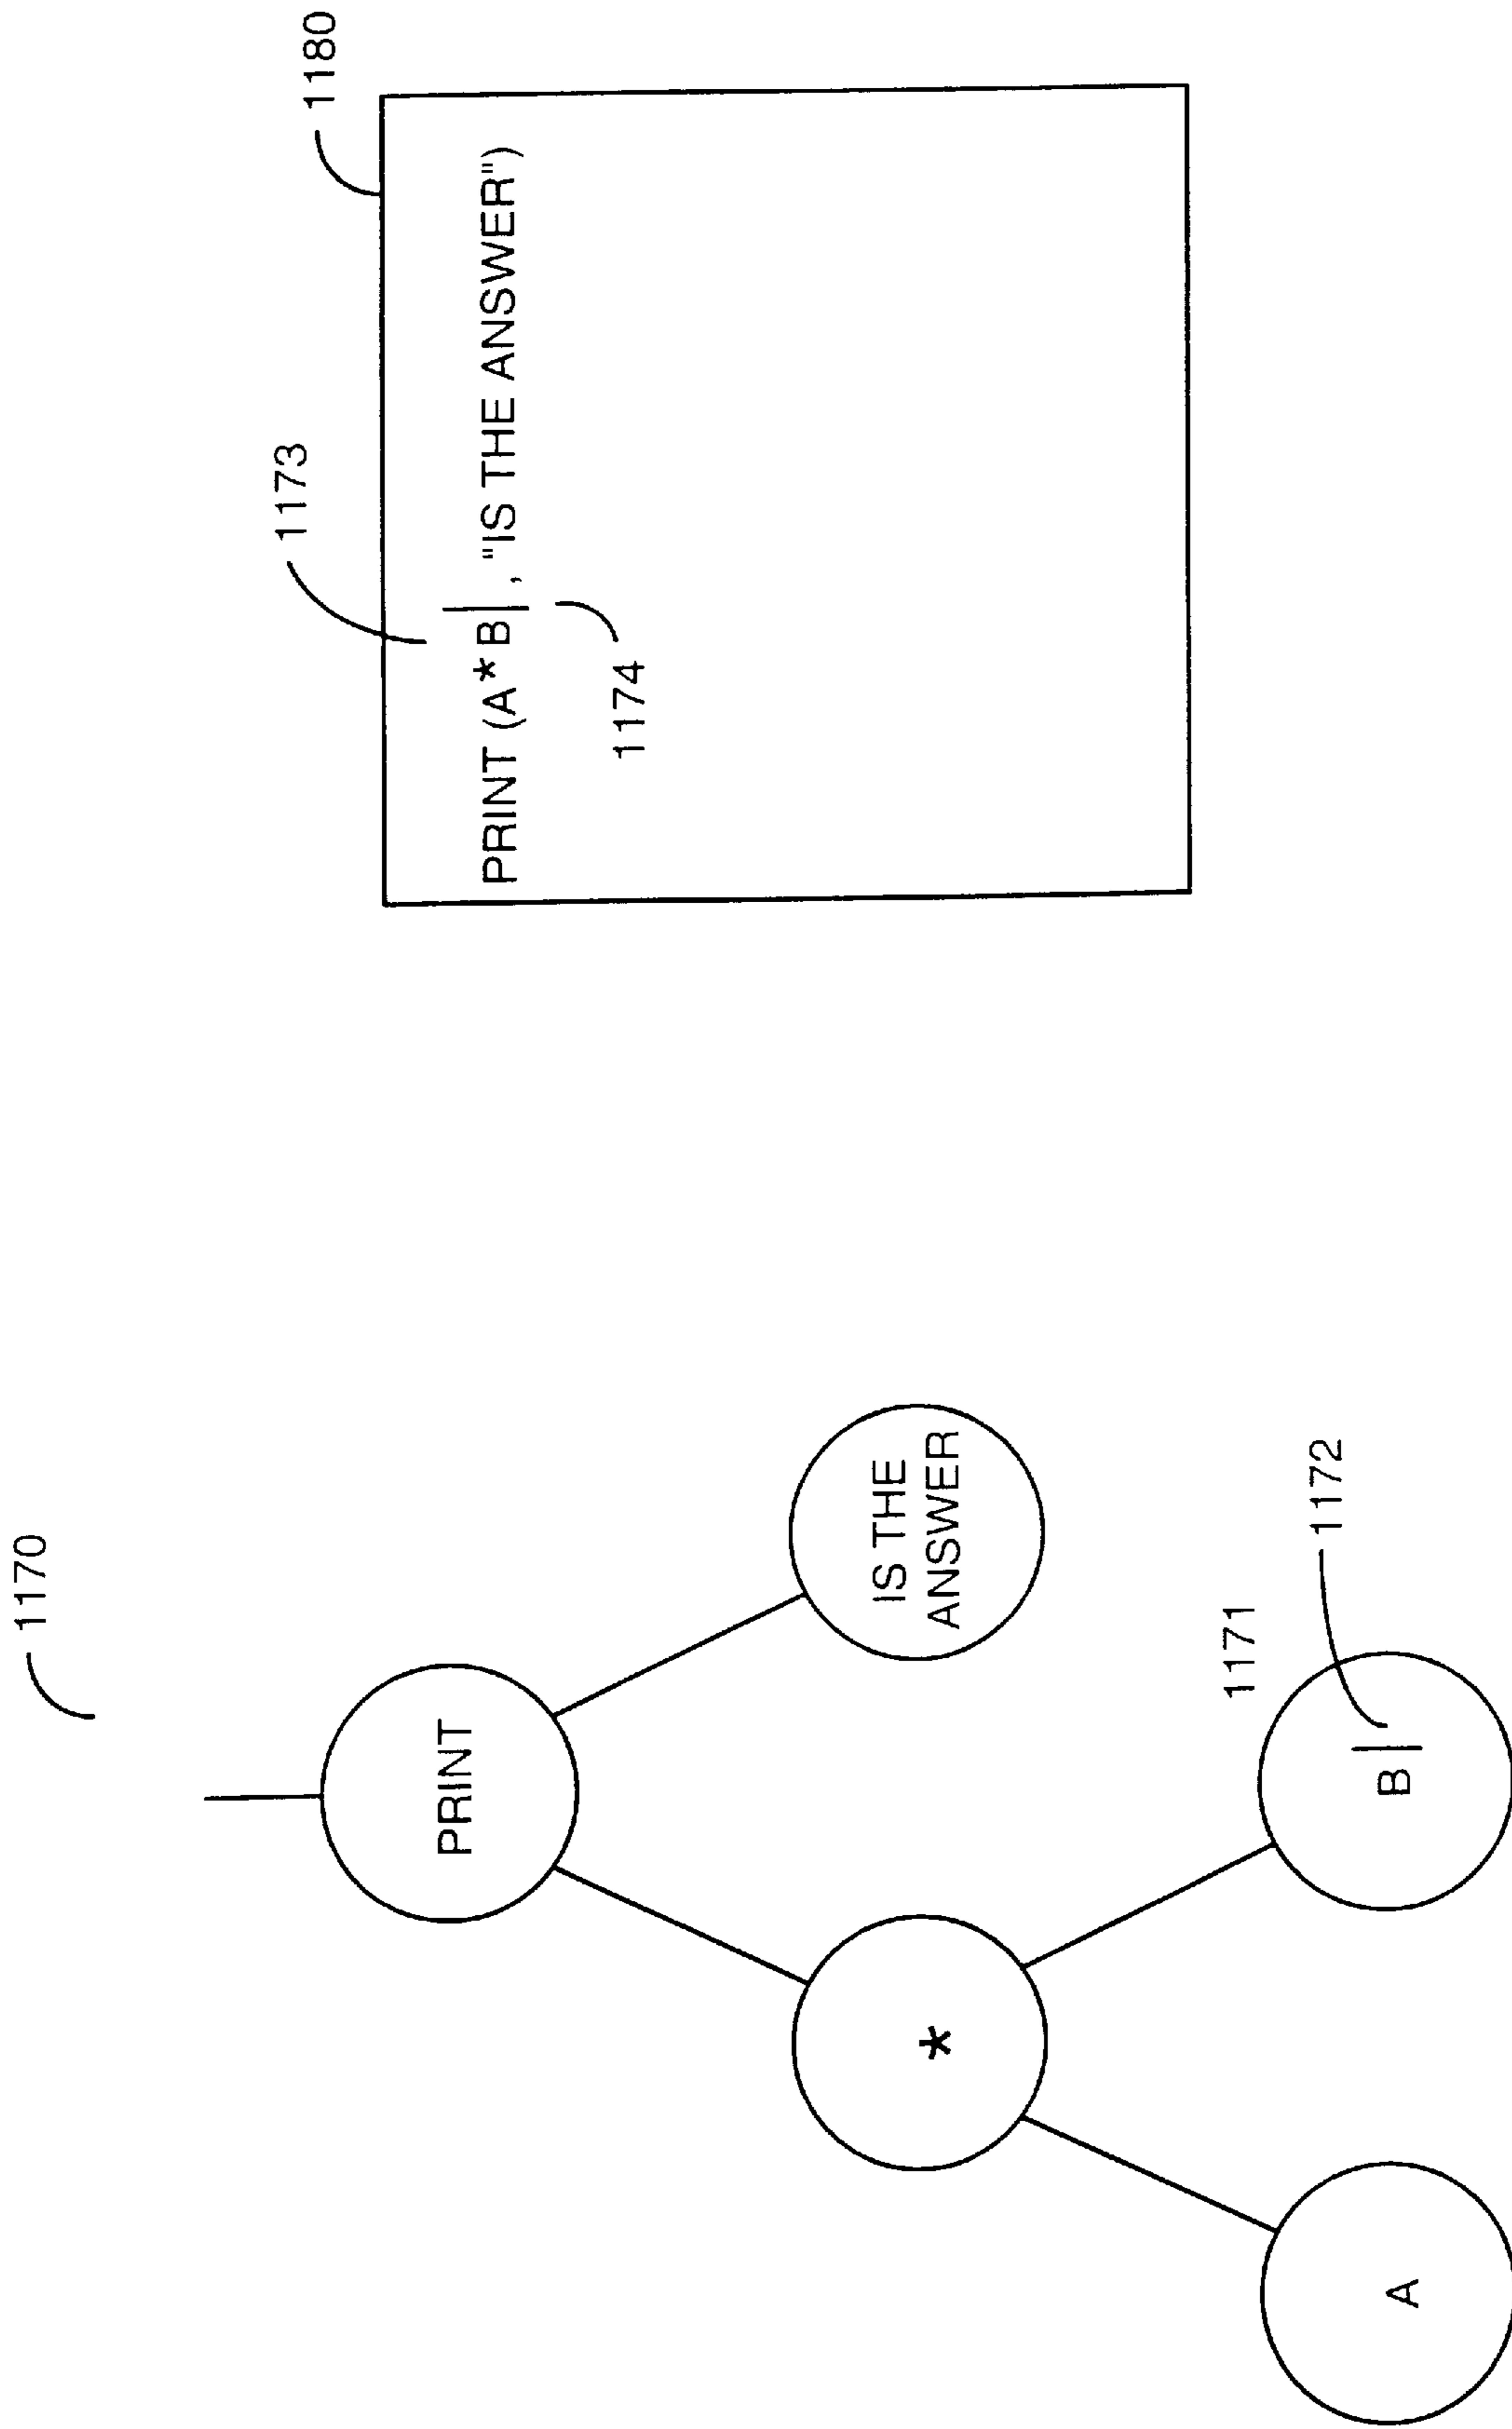 1170
PRINT
*
IS THE
ANSWER
A
B|
1171
1172
1180
1173
PRINT (A*B|, "IS THE ANSWER")
1174